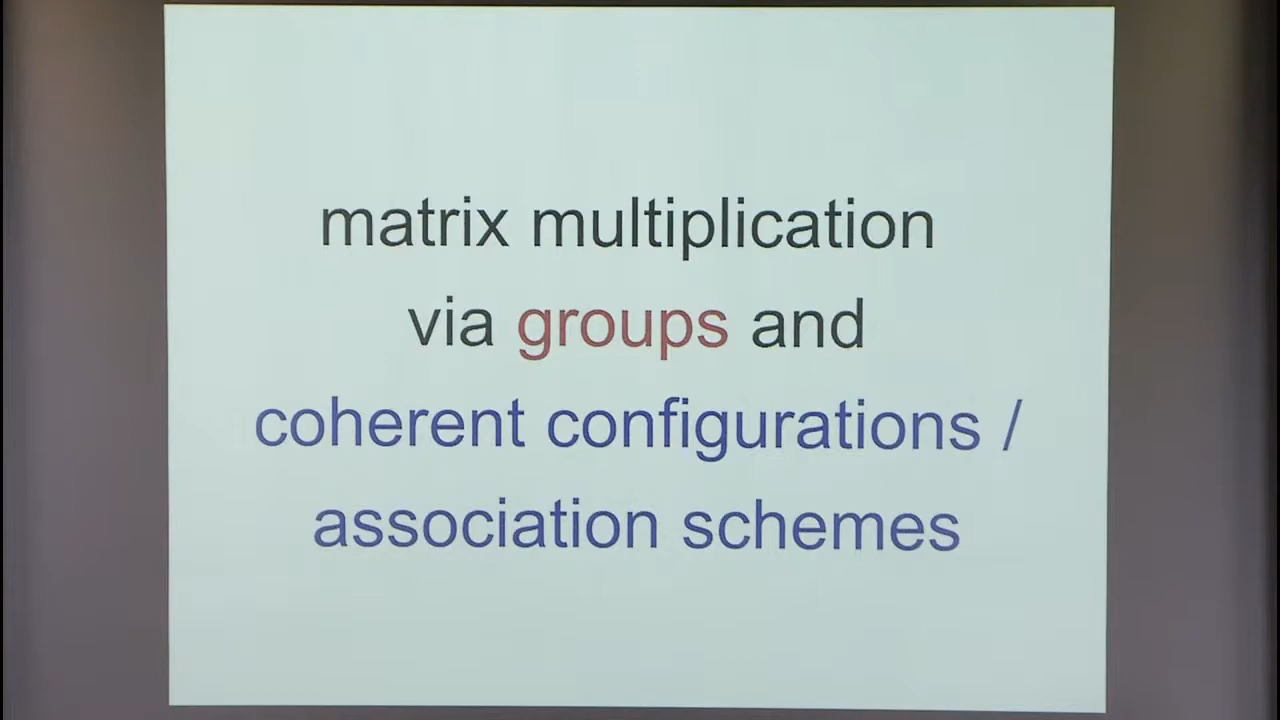 matrix multiplication
via groups and
coherent configurations /
association schemes